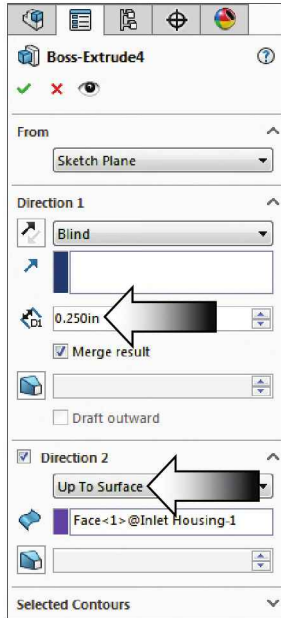 Boss-Extrude4
?
From
Sketch Plane
Direction 1
Blind
D1
0.250in
Merge result
Draft outward
Direction 2
Up To Surface
Face<1>@Inlet Housing-1
Selected Contours